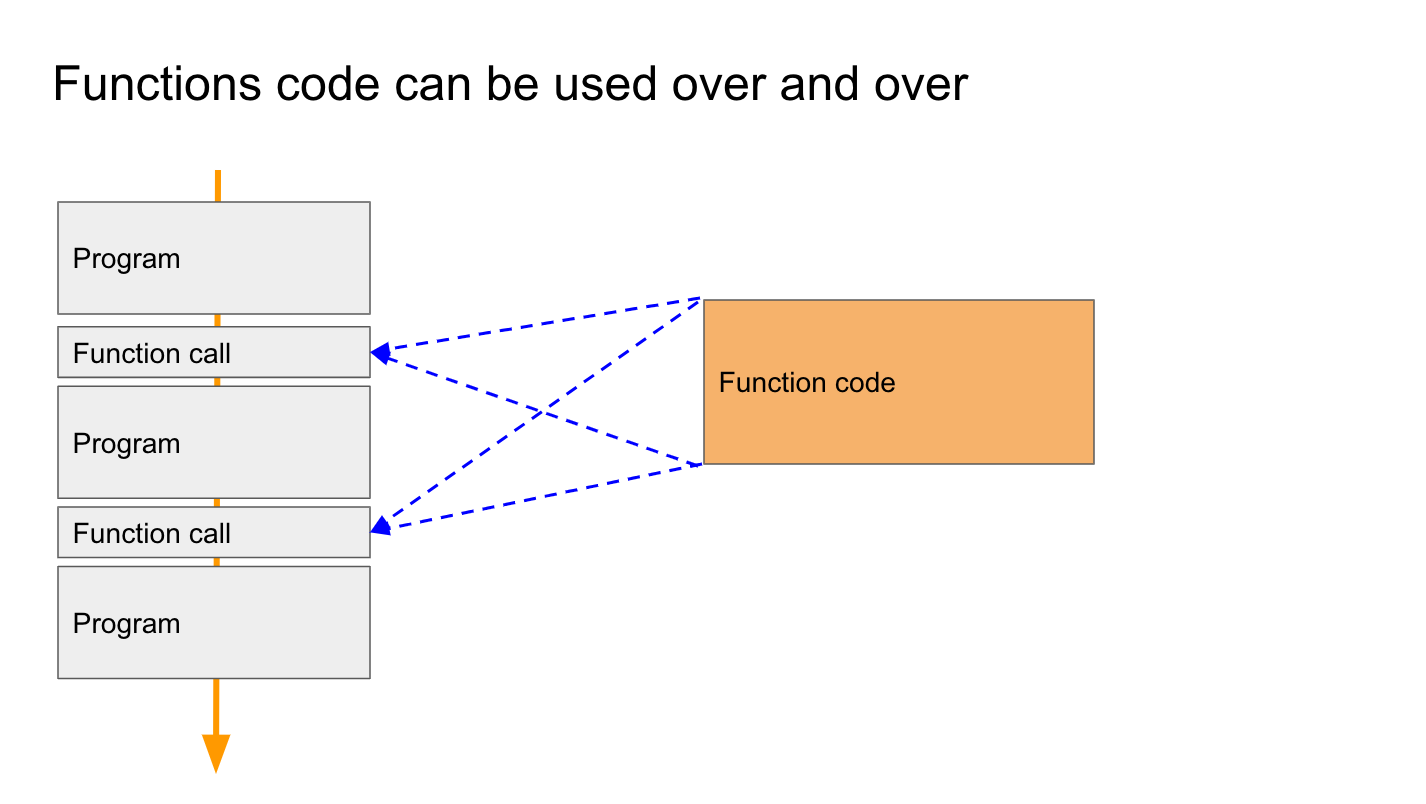 Functions code can be used over and over
Program
Function call
Program
Function call
Program
Function code